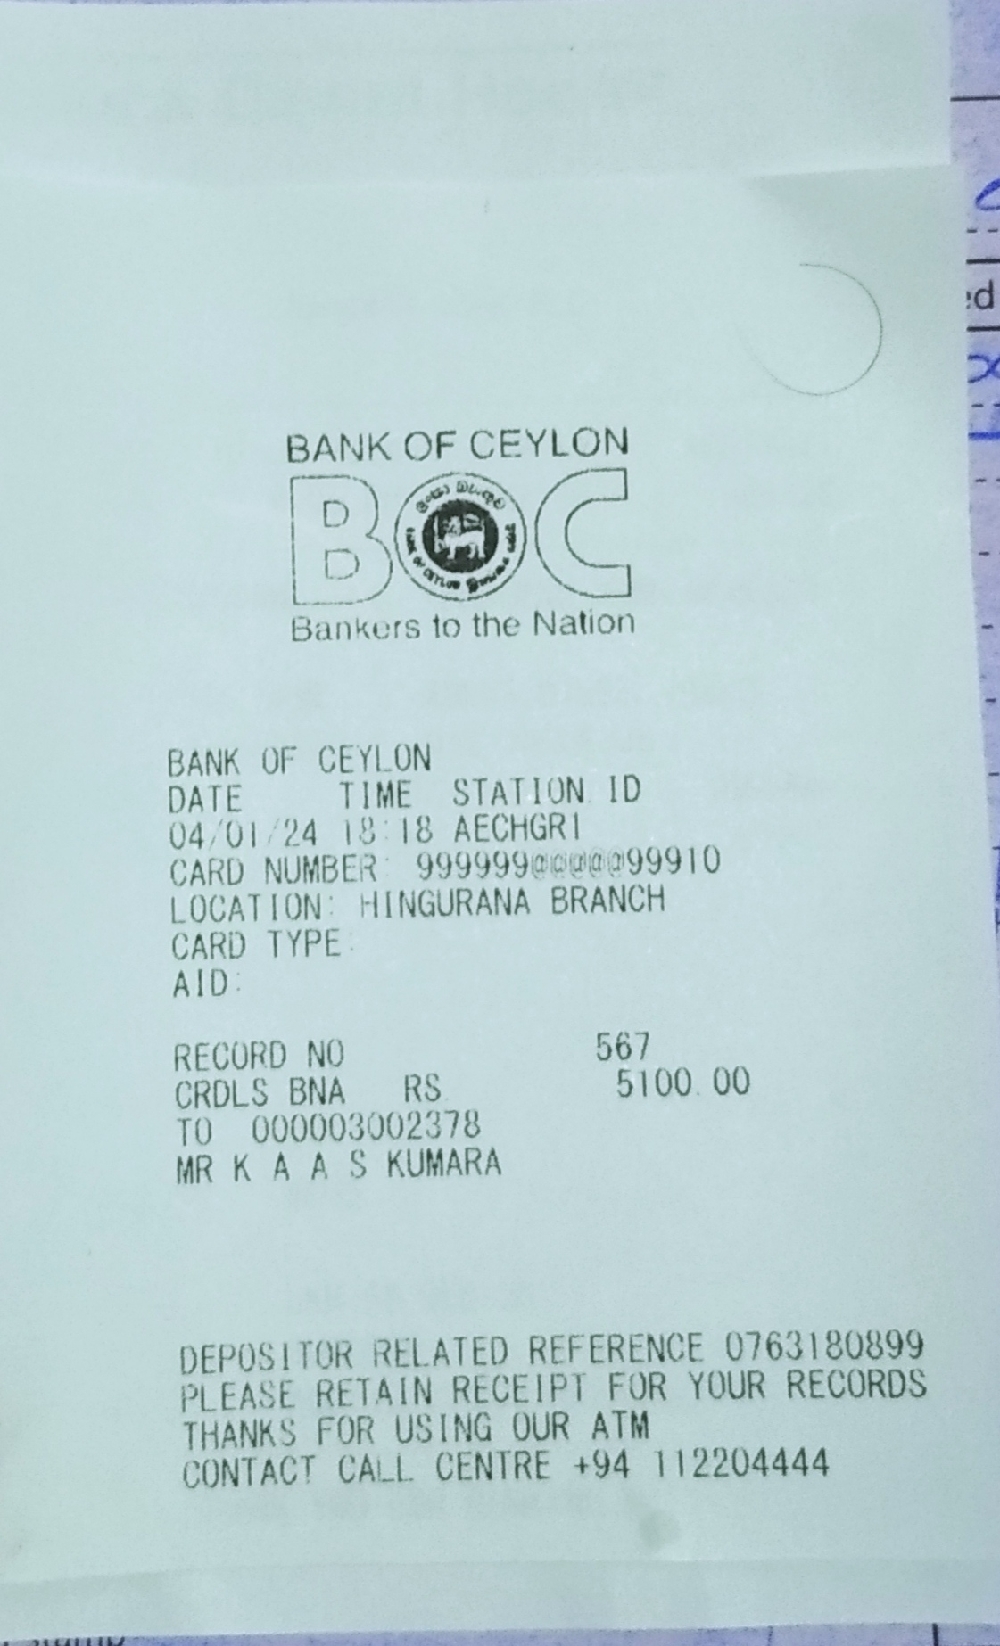 BANK OF CEYLON
BOC
Bankers to the Nation
BANK OF CEYLON
DATE TIME STATION ID
04/01/24 18:18 AECHGR1
CARD NUMBER: 999999@@@@@99910
LOCATION: HINGURANA BRANCH
CARD TYPE:
AID:
RECORD NO 567
CRDLS BNA RS. 5100.00
TO 000003002378
MR K A A S KUMARA
DEPOSITOR RELATED REFERENCE 0763180899
PLEASE RETAIN RECEIPT FOR YOUR RECORDS
THANKS FOR USING OUR ATM
CONTACT CALL CENTRE +94 112204444